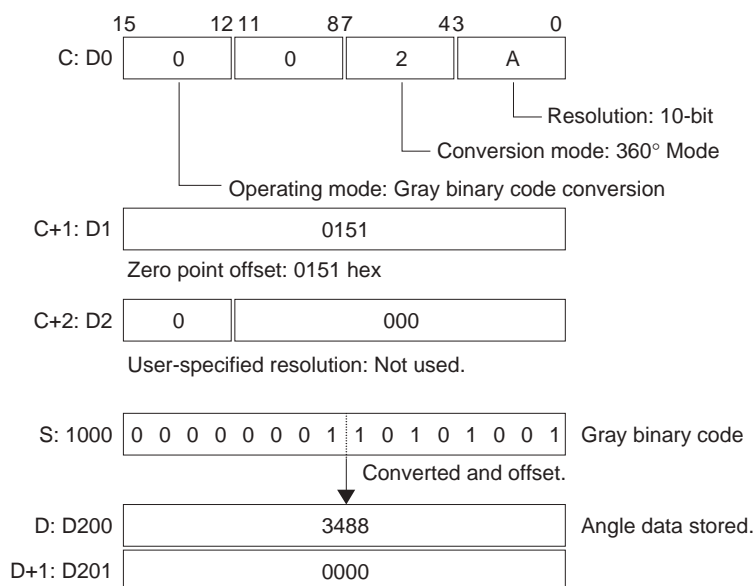 15 12 11 8 7 4 3 0
C: D0 0 0 2 A
Resolution: 10-bit
Conversion mode: 360° Mode
Operating mode: Gray binary code conversion
C+1: D1 0151
Zero point offset: 0151 hex
C+2: D2 0 000
User-specified resolution: Not used.
S: 1000 0 0 0 0 0 0 0 1 1 0 1 0 1 0 0 1 Gray binary code
Converted and offset.
D: D200 3488 Angle data stored.
D+1: D201 0000